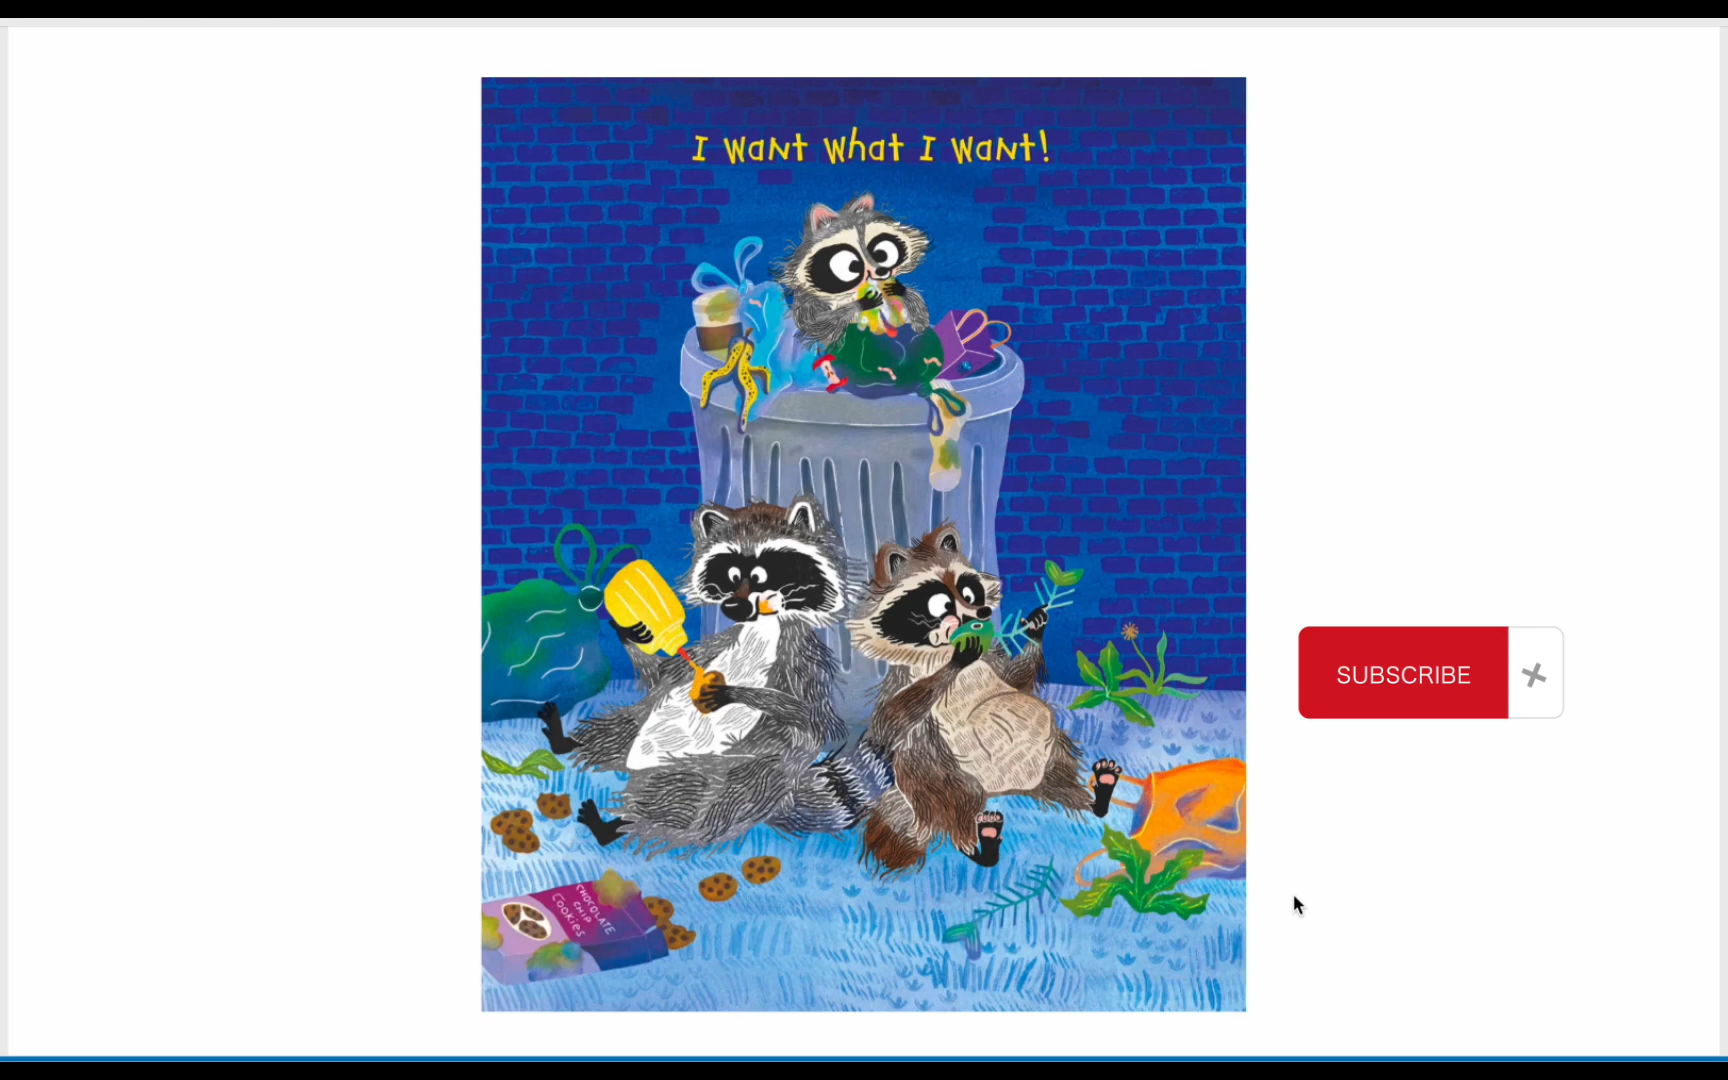 I want what I want!
SUBSCRIBE
CHOCOLATE
CHIP
Cookies